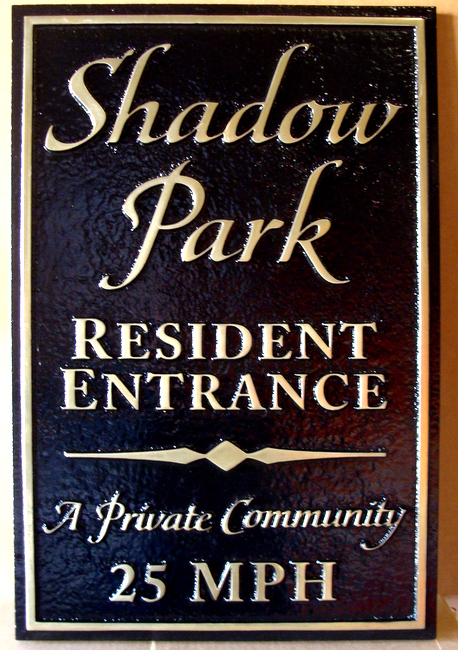 Shadow
Park
RESIDENT
ENTRANCE
A Private Community
25 MPH